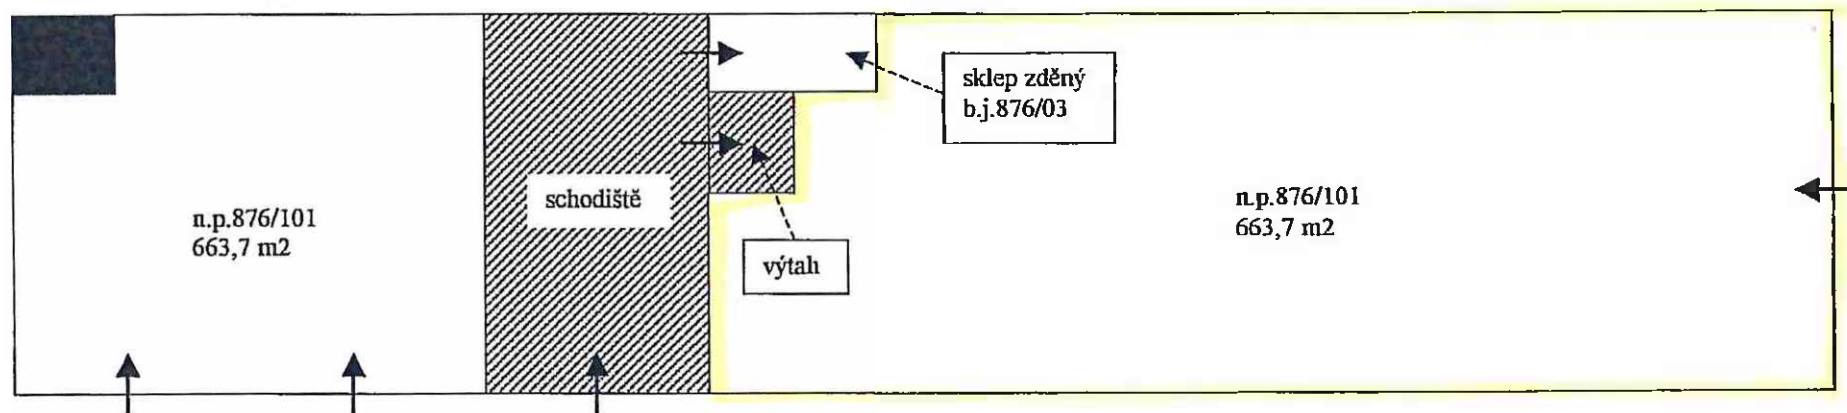 sklep zděný
b.j.876/03
schodiště
n.p.876/101
663,7 m2
výtah
n.p.876/101
663,7 m2